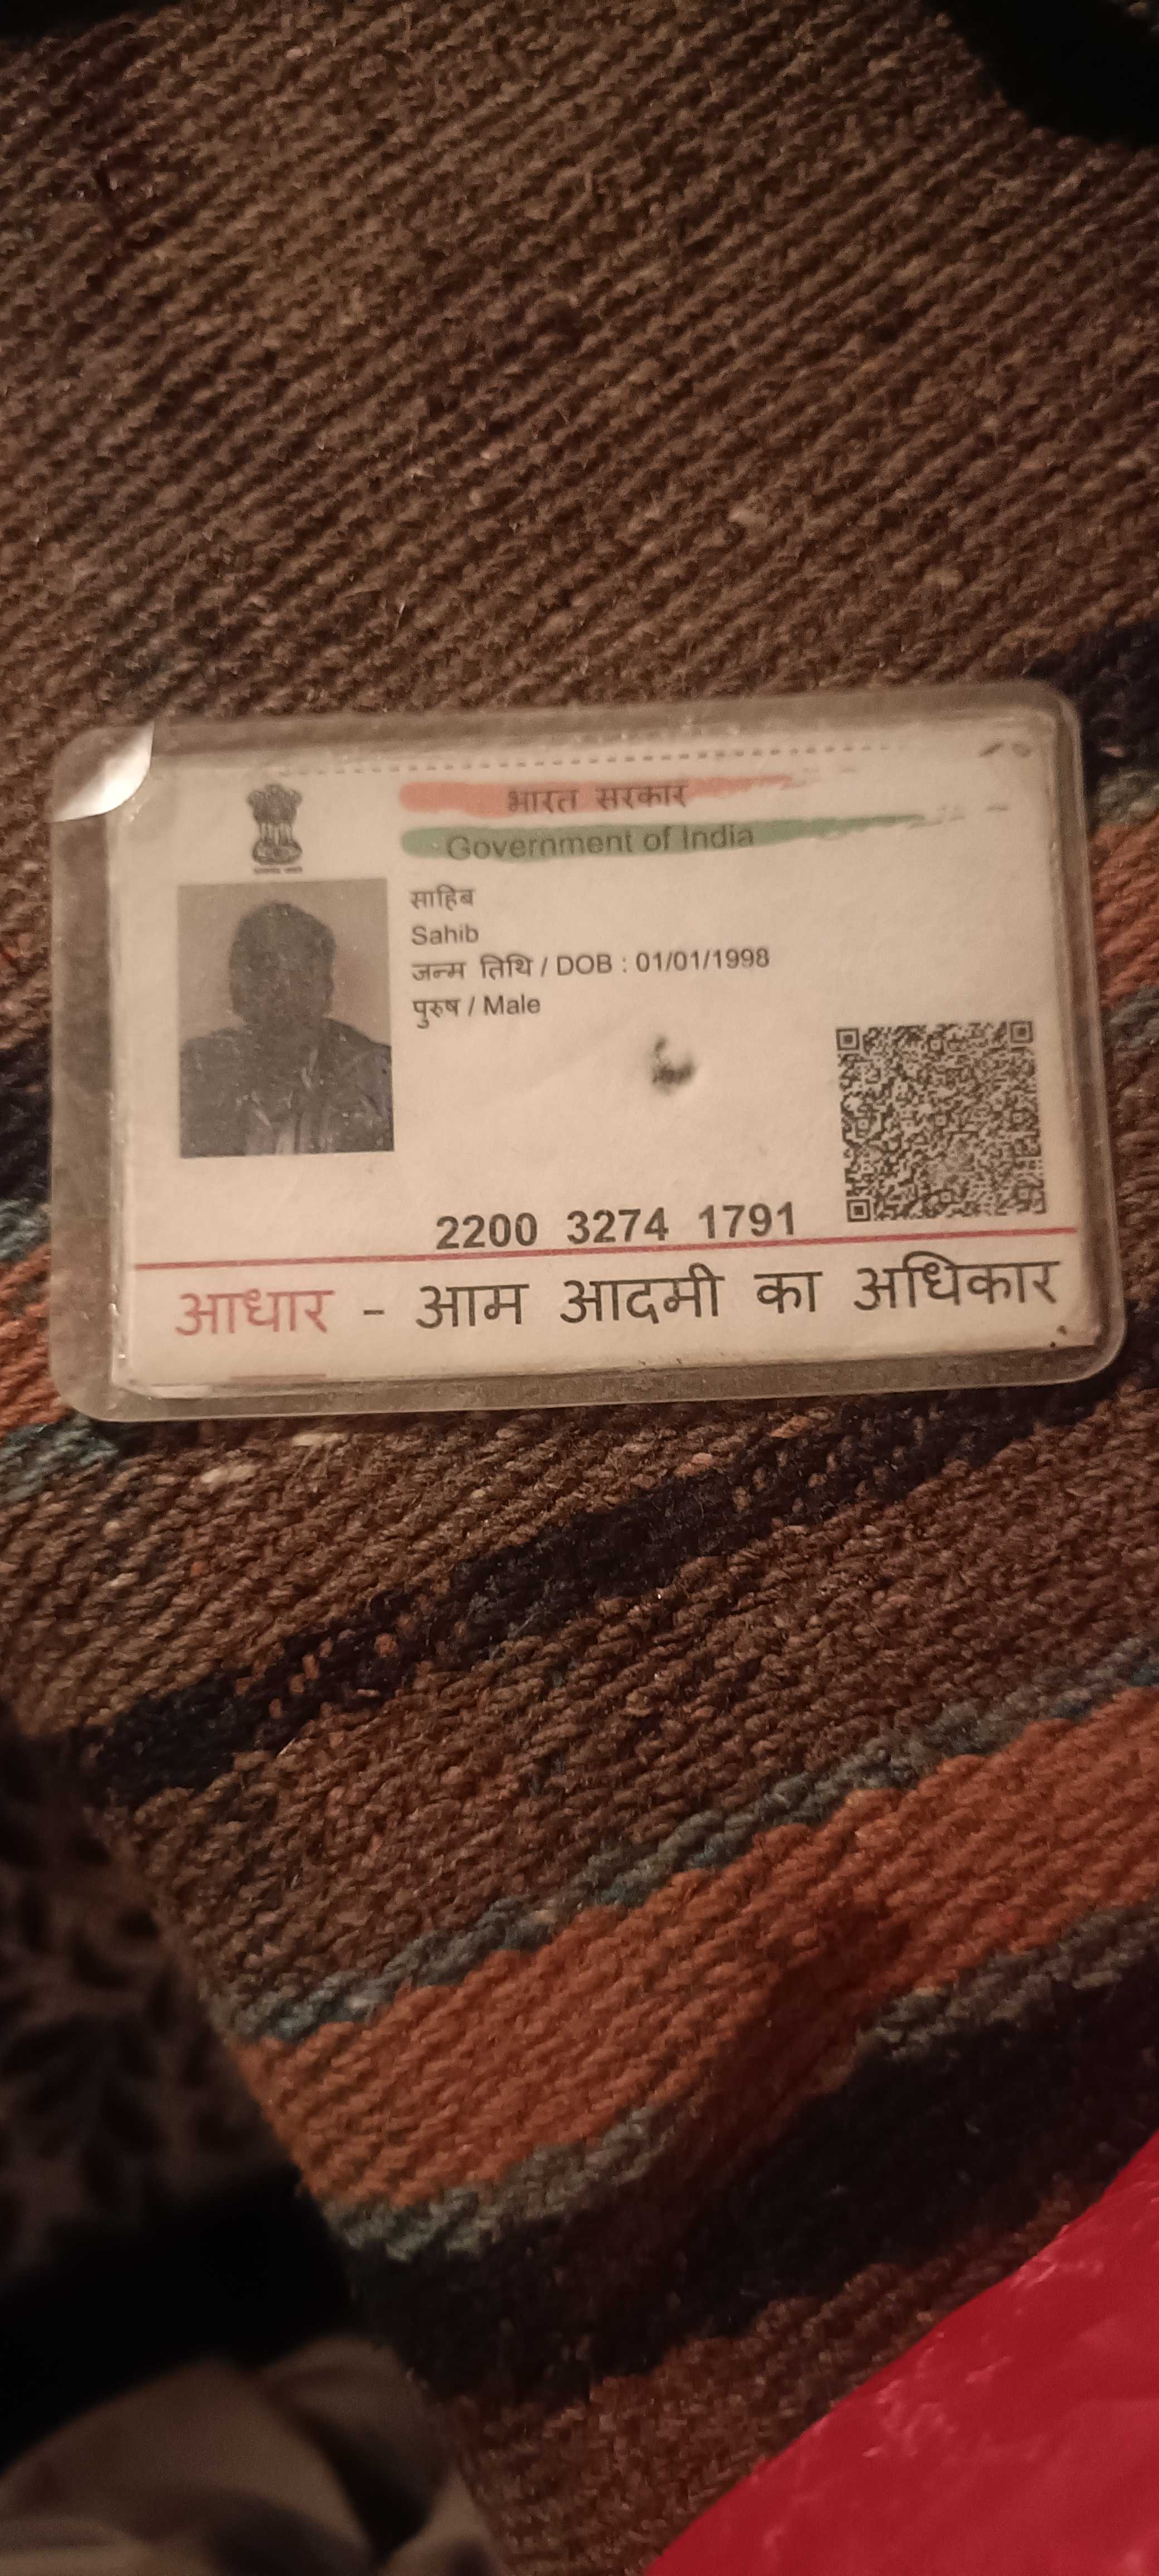 भारत सरकार
Government of India
साहिब
Sahib
जन्म तिथि / DOB : 01/01/1998
पुरुष / Male
2200 3274 1791
आधार - आम आदमी का अधिकार